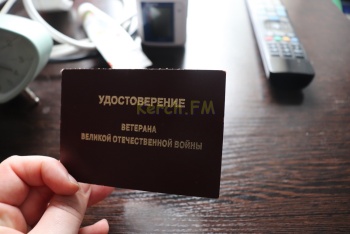 УДОСТОВЕРЕНИЕ
Kerch.FM
ВЕТЕРАНА
ВЕЛИКОЙ ОТЕЧЕСТВЕННОЙ ВОЙНЫ